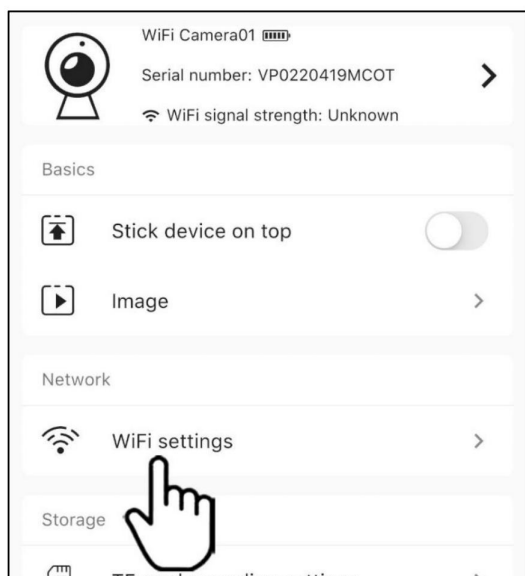 WiFi Camera01
Serial number: VP0220419MCOT
WiFi signal strength: Unknown
Basics
Stick device on top
Image
Network
WiFi settings
Storage